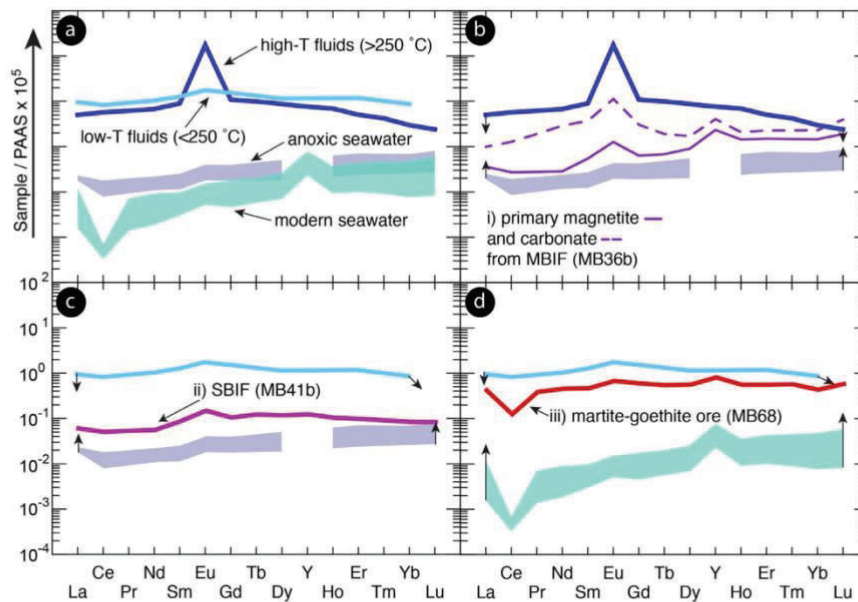 a
high-T fluids (>250 ˚C)
low-T fluids (<250 ˚C)
anoxic seawater
modern seawater
Sample / PAAS x 10⁵
b
i) primary magnetite
and carbonate
from MBIF (MB36b)
10²
c
ii) SBIF (MB41b)
d
iii) martite-goethite ore (MB68)
10¹
10⁰
10⁻¹
10⁻²
10⁻³
10⁻⁴
La Ce Pr Nd Sm Eu Gd Tb Dy Y Ho Er Tm Yb Lu
La Ce Pr Nd Sm Eu Gd Tb Dy Y Ho Er Tm Yb Lu